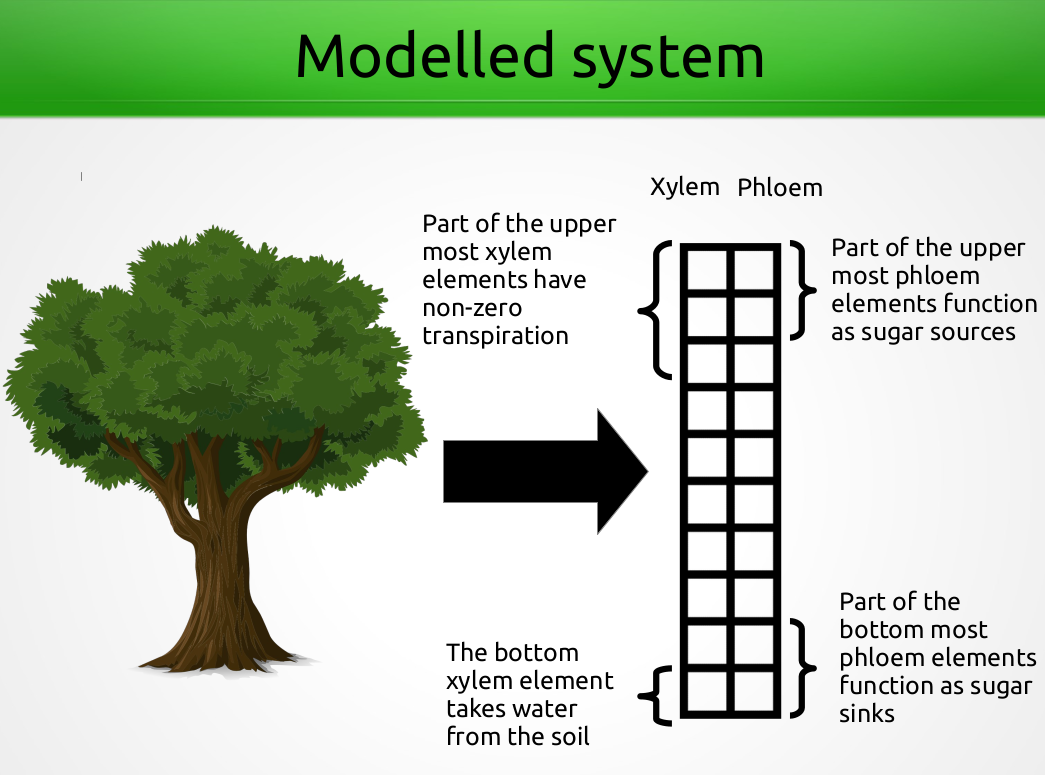 Modelled system
Xylem Phloem
Part of the upper
most xylem
elements have
non-zero
transpiration
Part of the upper
most phloem
elements function
as sugar sources
The bottom
xylem element
takes water
from the soil
Part of the
bottom most
phloem elements
function as sugar
sinks